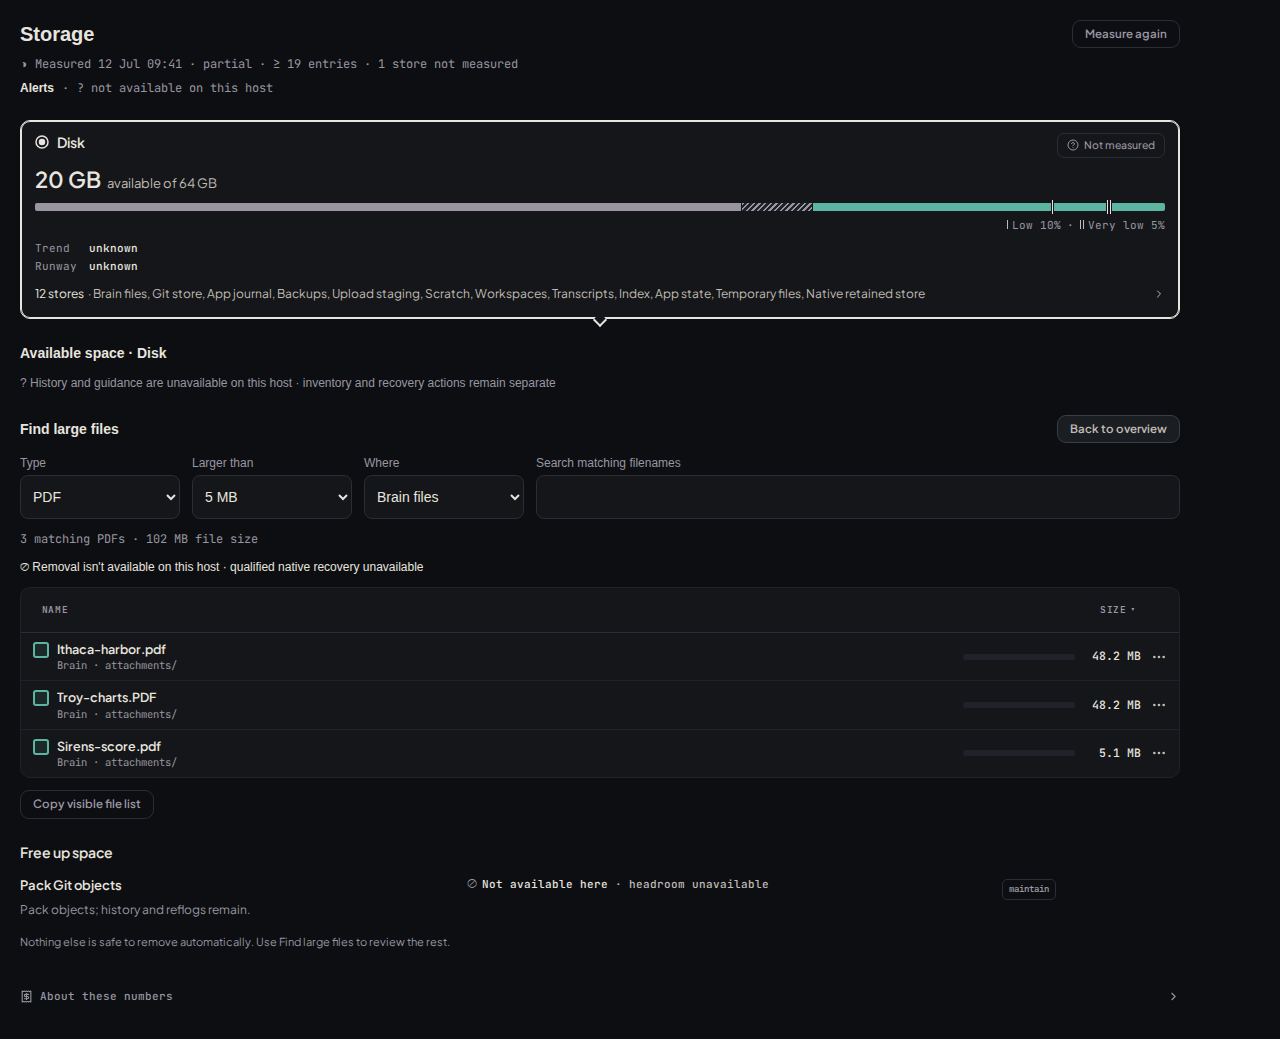 Storage
Measure again
Measured 12 Jul 09:41 · partial · ≥ 19 entries · 1 store not measured
Alerts · ? not available on this host
Disk
Not measured
20 GB available of 64 GB
Low 10% · Very low 5%
Trend unknown
Runway unknown
12 stores · Brain files, Git store, App journal, Backups, Upload staging, Scratch, Workspaces, Transcripts, Index, App state, Temporary files, Native retained store
Available space · Disk
? History and guidance are unavailable on this host · inventory and recovery actions remain separate
Find large files
Back to overview
Type Larger than Where Search matching filenames
PDF 5 MB Brain files
3 matching PDFs · 102 MB file size
Removal isn't available on this host · qualified native recovery unavailable
NAME SIZE
Ithaca-harbor.pdf
Brain · attachments/
48.2 MB
Troy-charts.PDF
Brain · attachments/
48.2 MB
Sirens-score.pdf
Brain · attachments/
5.1 MB
Copy visible file list
Free up space
Pack Git objects
Not available here · headroom unavailable
maintain
Pack objects; history and reflogs remain.
Nothing else is safe to remove automatically. Use Find large files to review the rest.
About these numbers